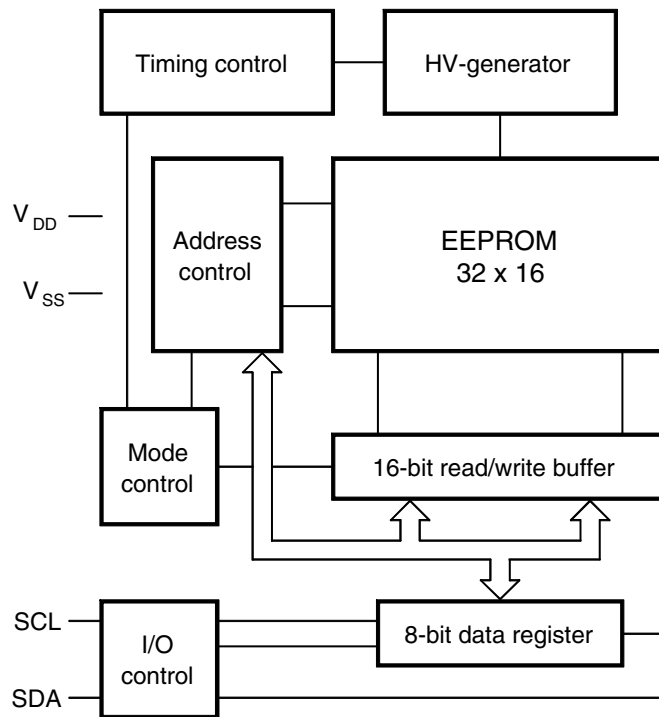 Timing control
HV-generator
V DD
Address
control
EEPROM
32 x 16
V SS
Mode
control
16-bit read/write buffer
SCL
I/O
control
8-bit data register
SDA